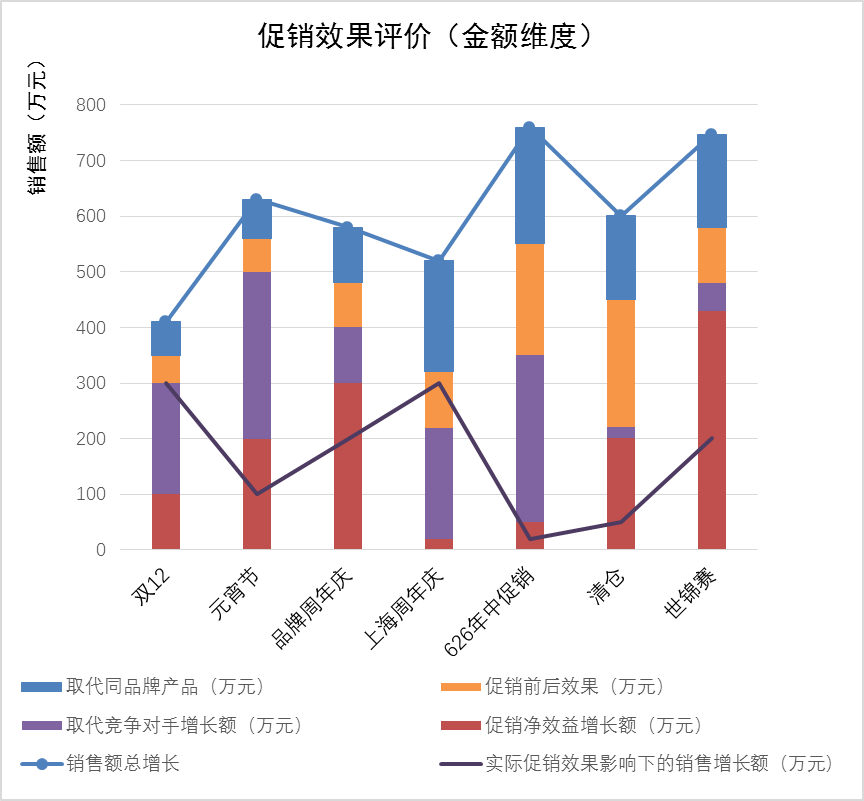 促销效果评价（金额维度）
销售额（万元）
800
700
600
500
400
300
200
100
0
双12
元宵节
品牌周年庆
上海周年庆
626年中促销
清仓
世锦赛
取代同品牌产品（万元）
促销前后效果（万元）
取代竞争对手增长额（万元）
促销净效益增长额（万元）
销售额总增长
实际促销效果影响下的销售增长额（万元）